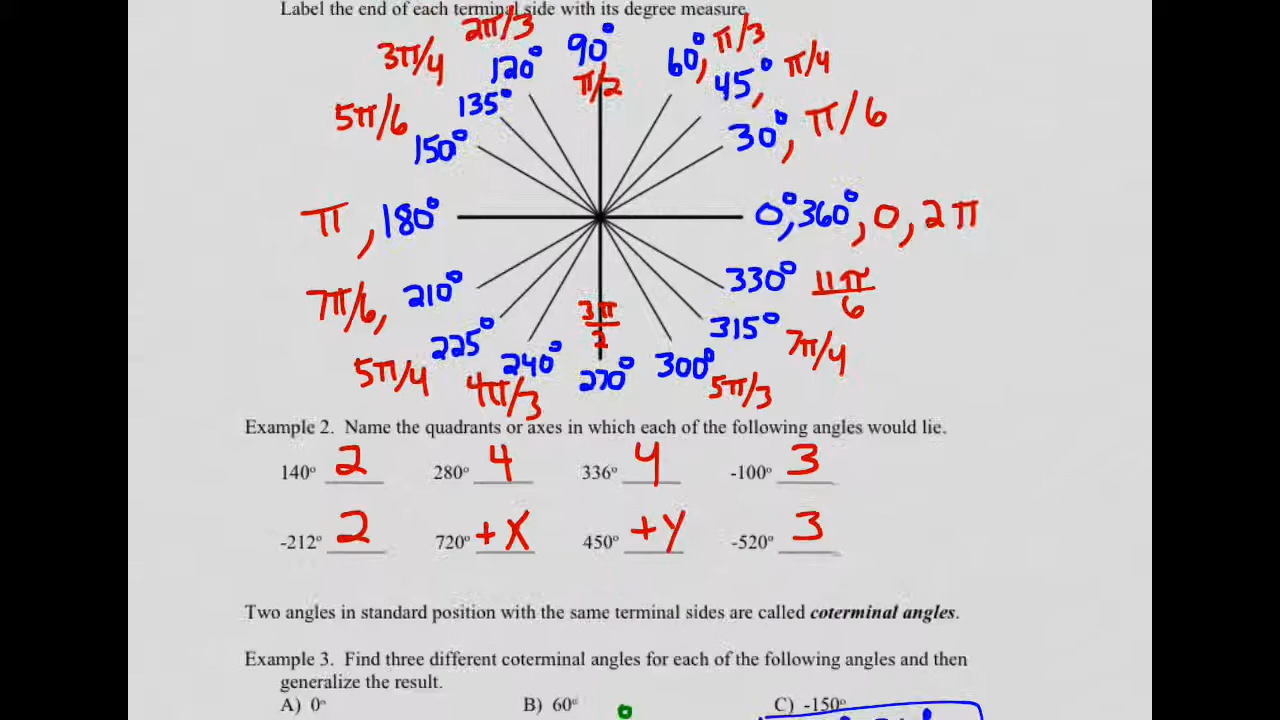 Label the end of each terminal side with its degree measure
2π/3
3π/4 120° 90° 60°, π/3
π/2 45°, π/4
5π/6 135°
150° 30°, π/6
π, 180° 0°, 360°, 0, 2π
7π/6, 210° 330° 11π/6
225° 3π/2 315° 7π/4
5π/4 240° 270° 300°
4π/3 5π/3
Example 2. Name the quadrants or axes in which each of the following angles would lie.
140° 2 280° 4 336° 4 -100° 3
-212° 2 720° +X 450° +Y -520° 3
Two angles in standard position with the same terminal sides are called coterminal angles.
Example 3. Find three different coterminal angles for each of the following angles and then
generalize the result.
A) 0° B) 60° C) -150°